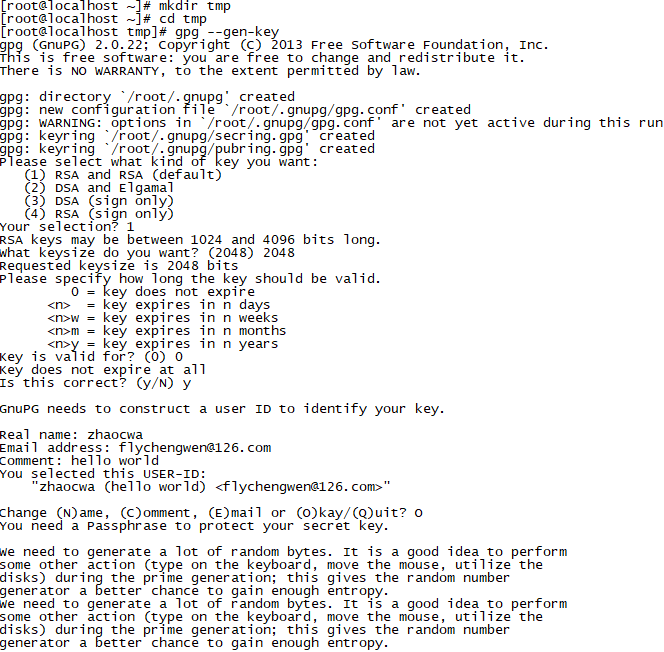 [root@localhost ~]# mkdir tmp
[root@localhost ~]# cd tmp
[root@localhost tmp]# gpg --gen-key
gpg (GnuPG) 2.0.22; Copyright (C) 2013 Free Software Foundation, Inc.
This is free software: you are free to change and redistribute it.
There is NO WARRANTY, to the extent permitted by law.

gpg: directory `/root/.gnupg' created
gpg: new configuration file `/root/.gnupg/gpg.conf' created
gpg: WARNING: options in `/root/.gnupg/gpg.conf' are not yet active during this run
gpg: keyring `/root/.gnupg/secring.gpg' created
gpg: keyring `/root/.gnupg/pubring.gpg' created
Please select what kind of key you want:
   (1) RSA and RSA (default)
   (2) DSA and Elgamal
   (3) DSA (sign only)
   (4) RSA (sign only)
Your selection? 1
RSA keys may be between 1024 and 4096 bits long.
What keysize do you want? (2048) 2048
Requested keysize is 2048 bits
Please specify how long the key should be valid.
         0 = key does not expire
      <n>  = key expires in n days
      <n>w = key expires in n weeks
      <n>m = key expires in n months
      <n>y = key expires in n years
Key is valid for? (0) 0
Key does not expire at all
Is this correct? (y/N) y

GnuPG needs to construct a user ID to identify your key.

Real name: zhaocwa
Email address: flychengwen@126.com
Comment: hello world
You selected this USER-ID:
    "zhaocwa (hello world) <flychengwen@126.com>"

Change (N)ame, (C)omment, (E)mail or (O)kay/(Q)uit? O
You need a Passphrase to protect your secret key.

We need to generate a lot of random bytes. It is a good idea to perform
some other action (type on the keyboard, move the mouse, utilize the
disks) during the prime generation; this gives the random number
generator a better chance to gain enough entropy.
We need to generate a lot of random bytes. It is a good idea to perform
some other action (type on the keyboard, move the mouse, utilize the
disks) during the prime generation; this gives the random number
generator a better chance to gain enough entropy.